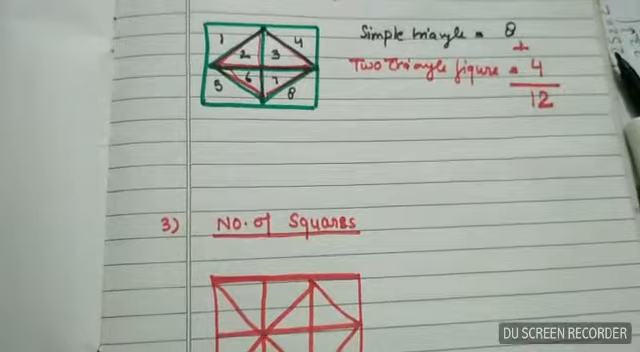 1 4 Simple triangle = 8
+
2 3 Two triangle figure = 4
5 6 7 8 12
3) No. of Squares
DU SCREEN RECORDER